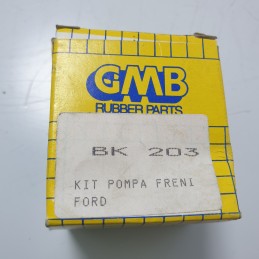 GMB
RUBBER PARTS
BK 203
KIT POMPA FRENI
FORD